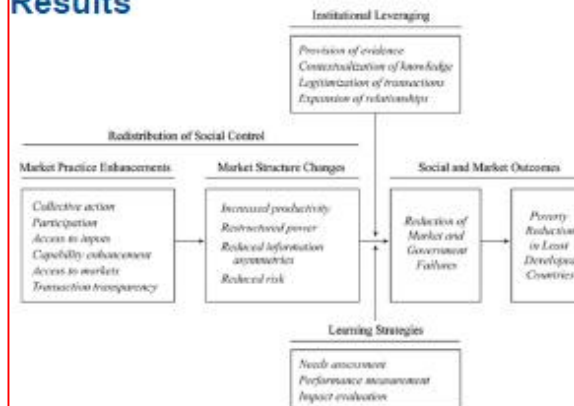 Results
Institutional Leveraging
Provision of evidence
Contextualization of knowledge
Legitimization of transactions
Expansion of relationships
Redistribution of Social Control
Market Practice Enhancements
Market Structure Changes
Social and Market Outcomes
Collective action
Participation
Access to inputs
Capability enhancement
Access to markets
Transaction transparency
Increased productivity
Restructured power
Reduced information
asymmetries
Reduced risk
Reduction of
Market and
Government
Failures
Poverty
Reduction
in Least
Develope
Countries
Learning Strategies
Needs assessment
Performance measurement
Impact evaluation